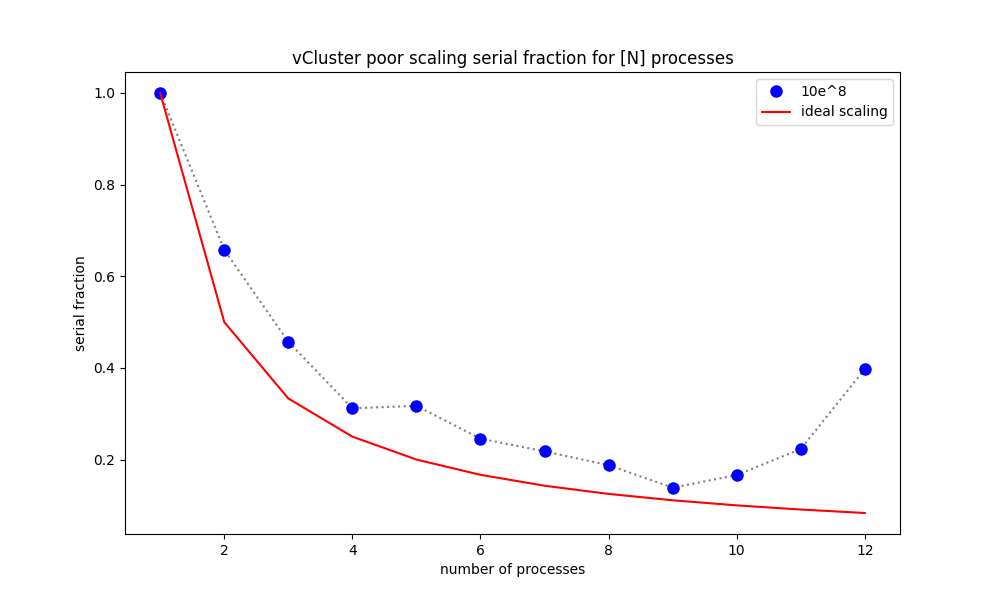 vCluster poor scaling serial fraction for [N] processes
10e^8
ideal scaling
1.0
0.8
0.6
0.4
0.2
serial fraction
2
4
6
8
10
12
number of processes